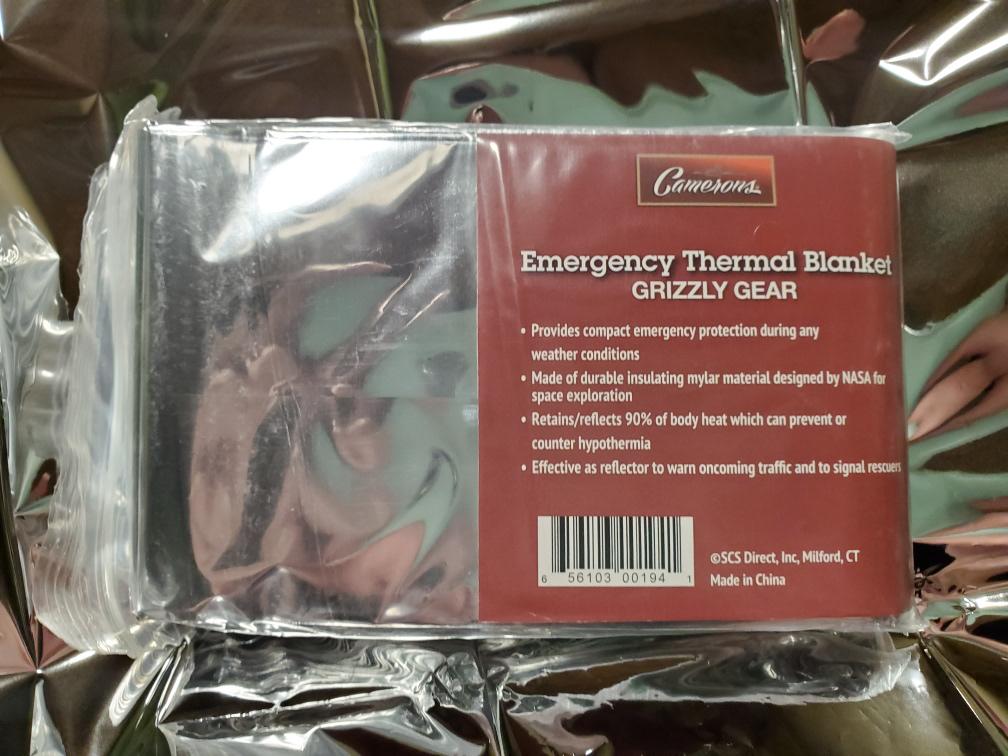 Camerons
Emergency Thermal Blanket
GRIZZLY GEAR
• Provides compact emergency protection during any
weather conditions
• Made of durable insulating mylar material designed by NASA for
space exploration
• Retains/reflects 90% of body heat which can prevent or
counter hypothermia
• Effective as reflector to warn oncoming traffic and to signal rescuers
6 56103 00194 1
©SCS Direct, Inc, Milford, CT
Made in China